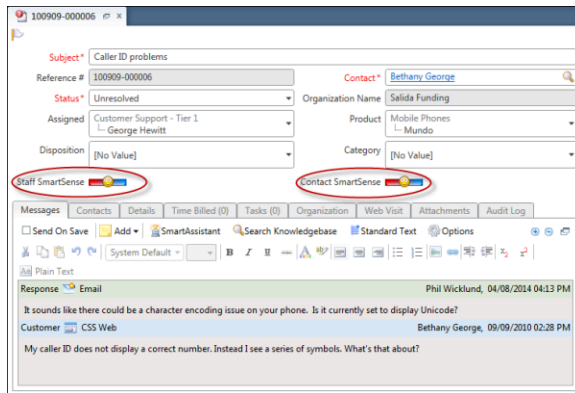 100909-000006
Subject* Caller ID problems
Reference # 100909-000006 Contact* Bethany George
Status* Unresolved Organization Name Salida Funding
Assigned Customer Support - Tier 1 Product Mobile Phones
George Hewitt Mundo
Disposition [No Value] Category [No Value]
Staff SmartSense Contact SmartSense
Messages Contacts Details Time Billed (0) Tasks (0) Organization Web Visit Attachments Audit Log
Send On Save Add SmartAssistant Search Knowledgebase Standard Text Options
System Default B I U
Aa Plain Text
Response Email Phil Wicklund, 04/08/2014 04:13 PM
It sounds like there could be a character encoding issue on your phone. Is it currently set to display Unicode?
Customer CSS Web Bethany George, 09/09/2010 02:28 PM
My caller ID does not display a correct number. Instead I see a series of symbols. What's that about?